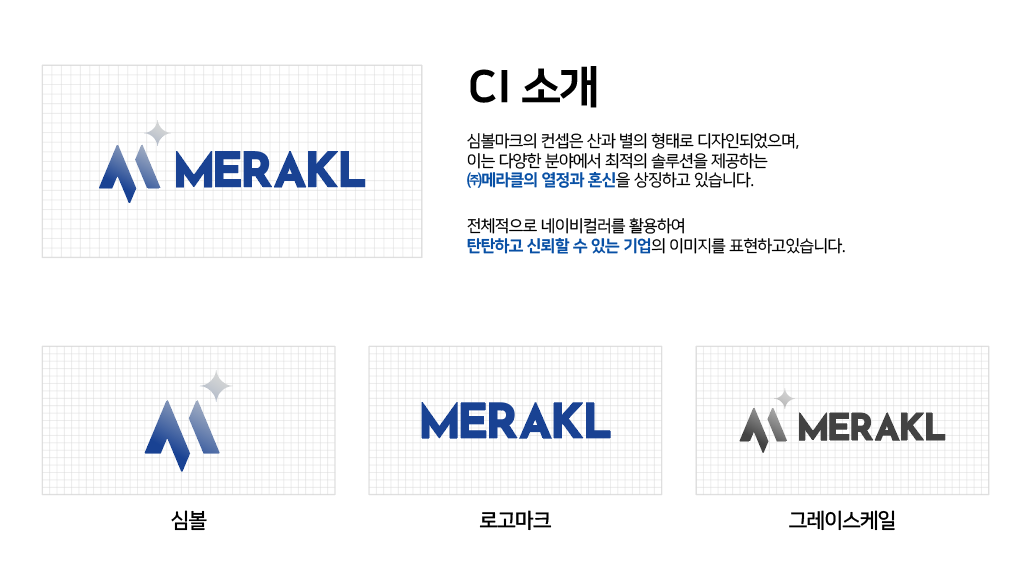 MERAKL
CI 소개
심볼마크의 컨셉은 산과 별의 형태로 디자인되었으며,
이는 다양한 분야에서 최적의 솔루션을 제공하는
㈜메라클의 열정과 혼신을 상징하고 있습니다.
전체적으로 네이비컬러를 활용하여
탄탄하고 신뢰할 수 있는 기업의 이미지를 표현하고있습니다.
MERAKL
MERAKL
심볼
로고마크
그레이스케일